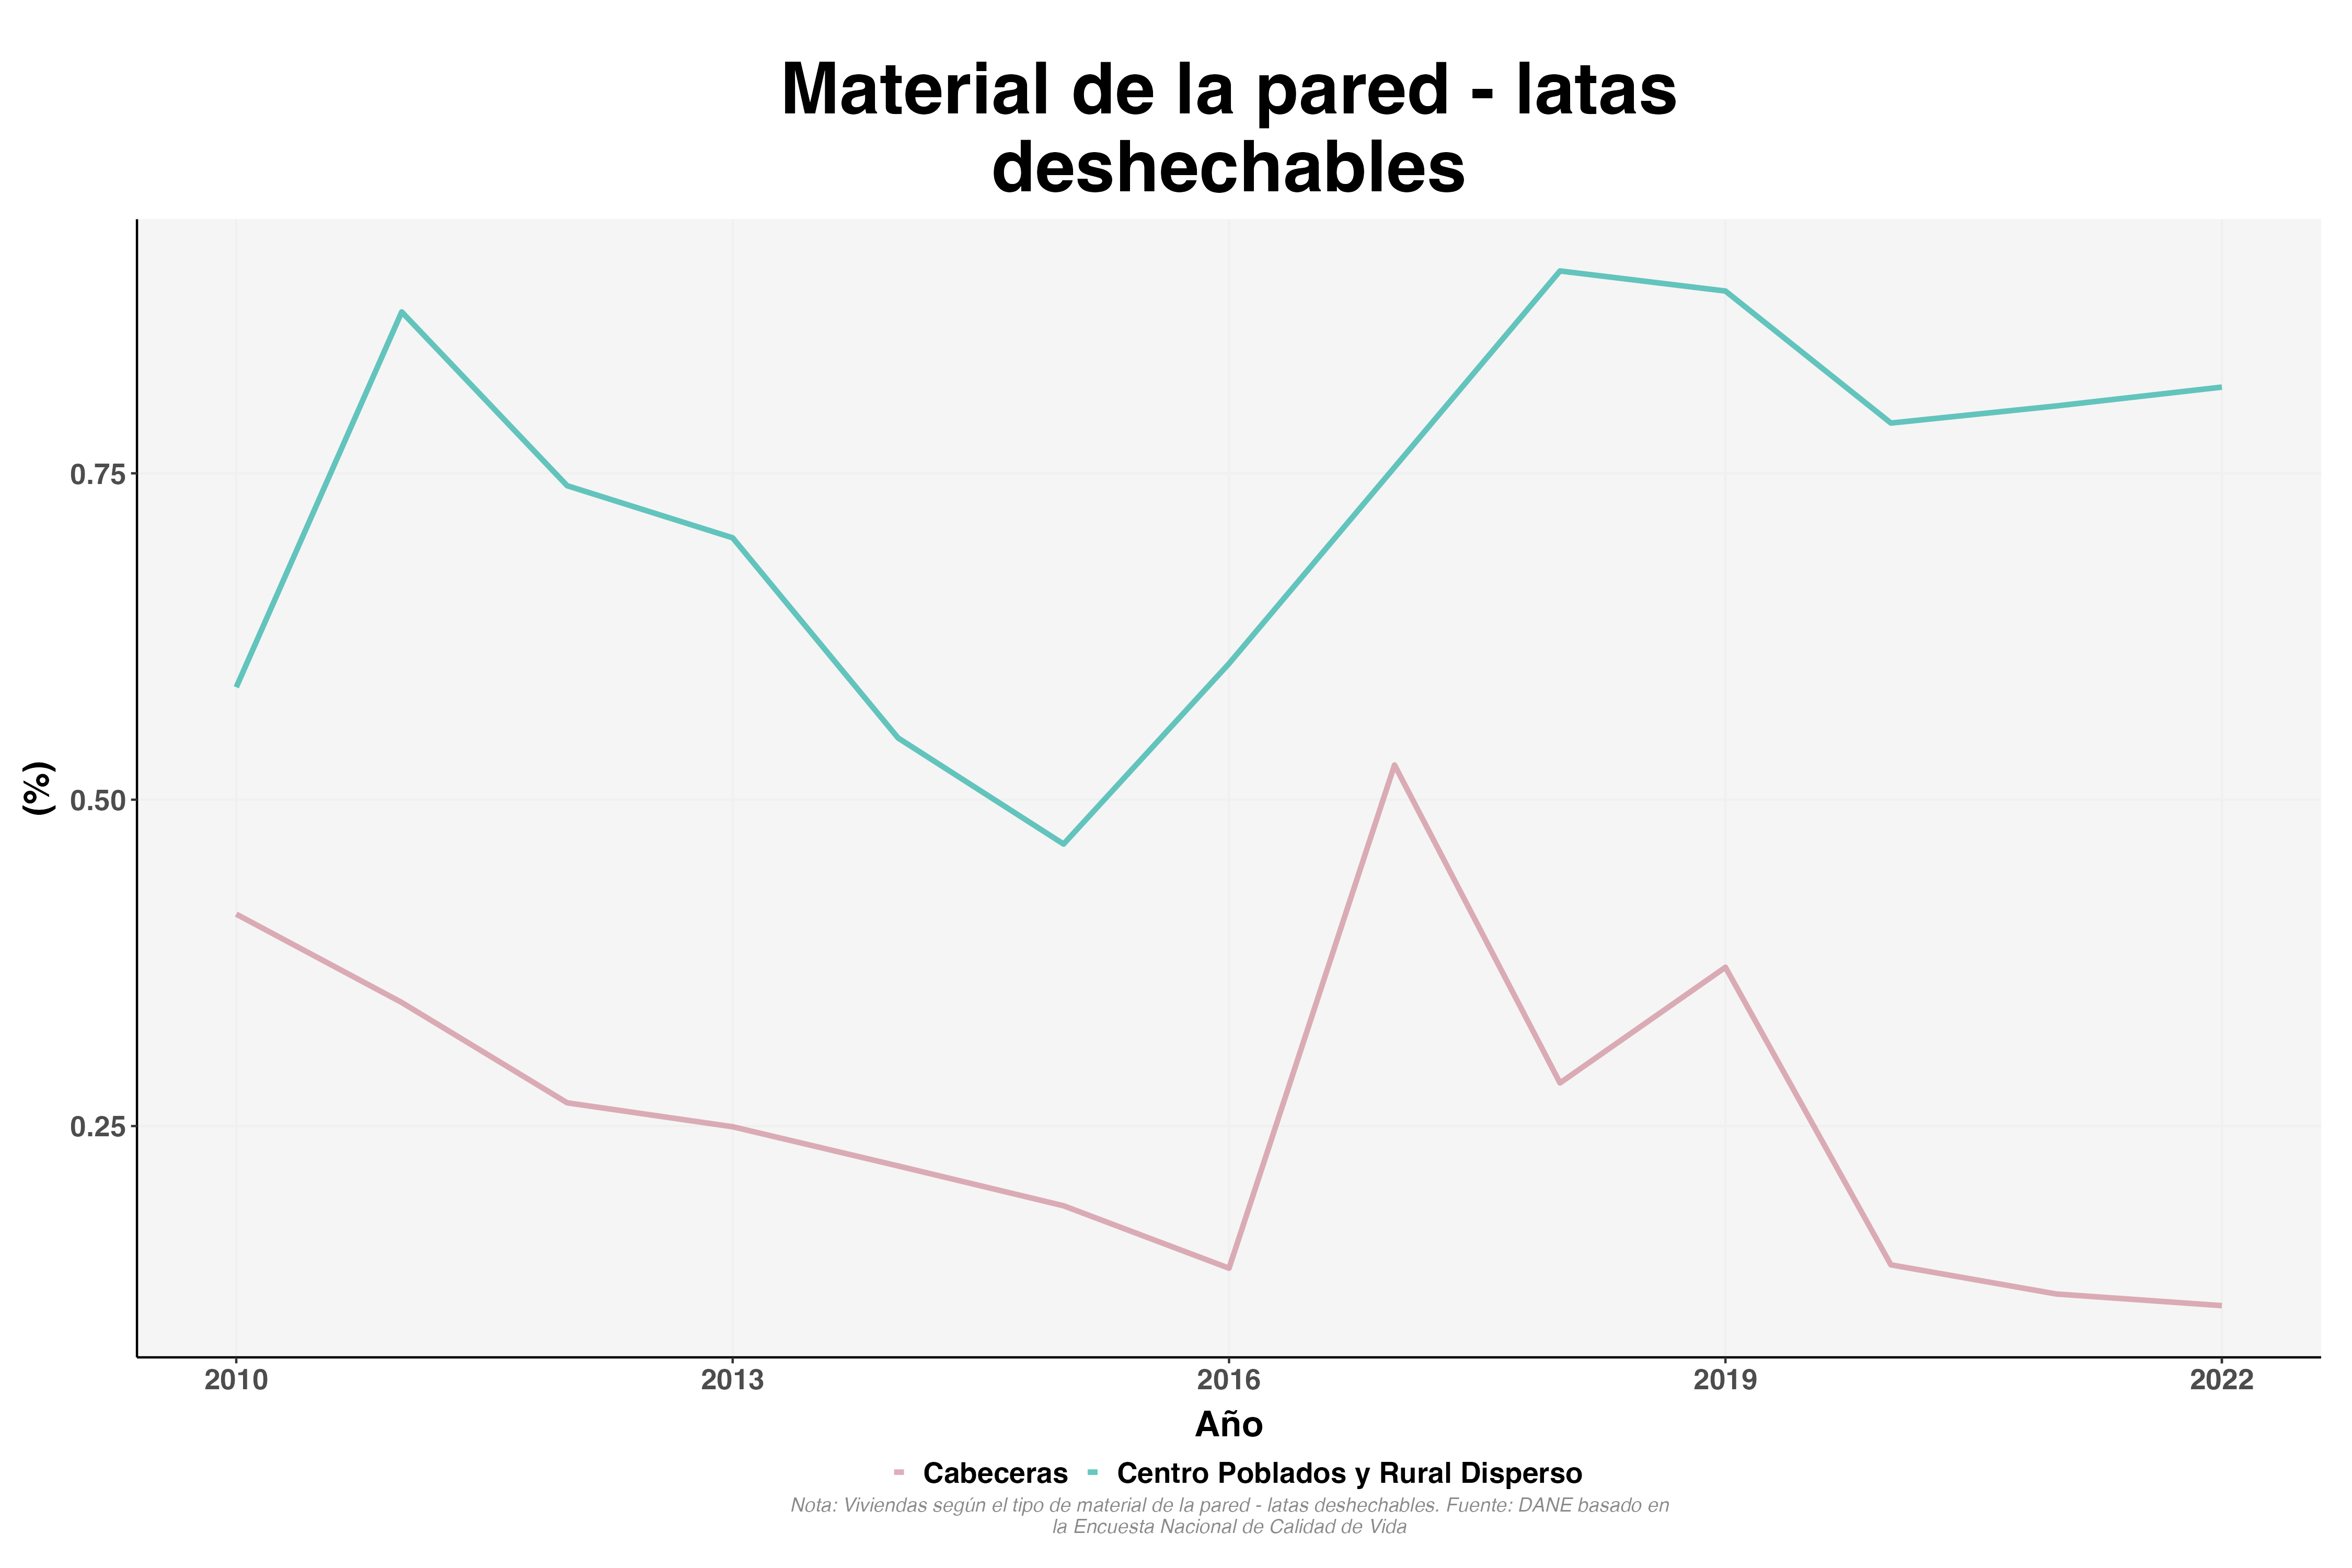 Material de la pared - latas
deshechables
(%)
0.75
0.50
0.25
2010 2013 2016 2019 2022
Año
Cabeceras Centro Poblados y Rural Disperso
Nota: Viviendas según el tipo de material de la pared - latas deshechables. Fuente: DANE basado en
la Encuesta Nacional de Calidad de Vida